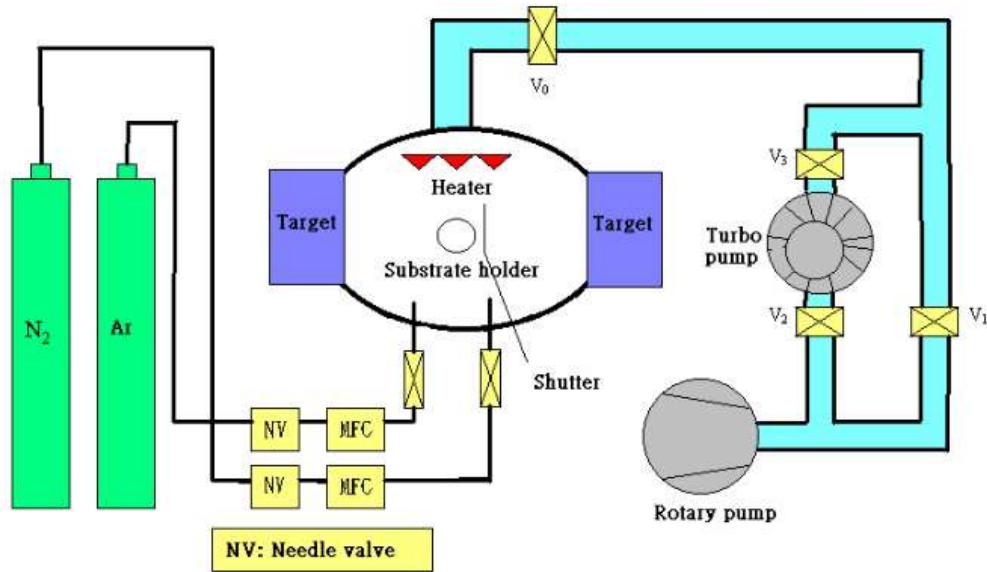 V₀
V₃
Heater
Target
Target
Turbo
pump
Substrate holder
N₂
Ar
V₂
V₁
Shutter
NV
MFC
NV
MFC
Rotary pump
NV: Needle valve